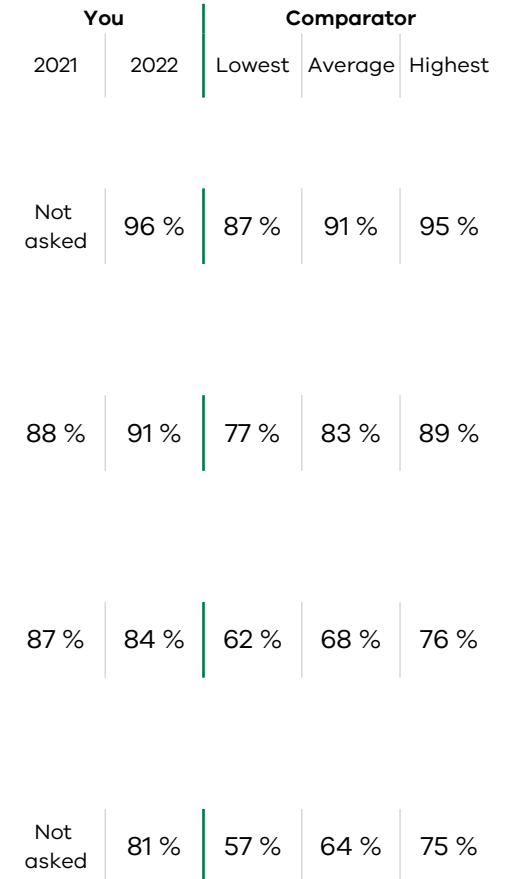 You Comparator
2021 2022 Lowest Average Highest
Not
asked 96 % 87 % 91 % 95 %
88 % 91 % 77 % 83 % 89 %
87 % 84 % 62 % 68 % 76 %
Not
asked 81 % 57 % 64 % 75 %